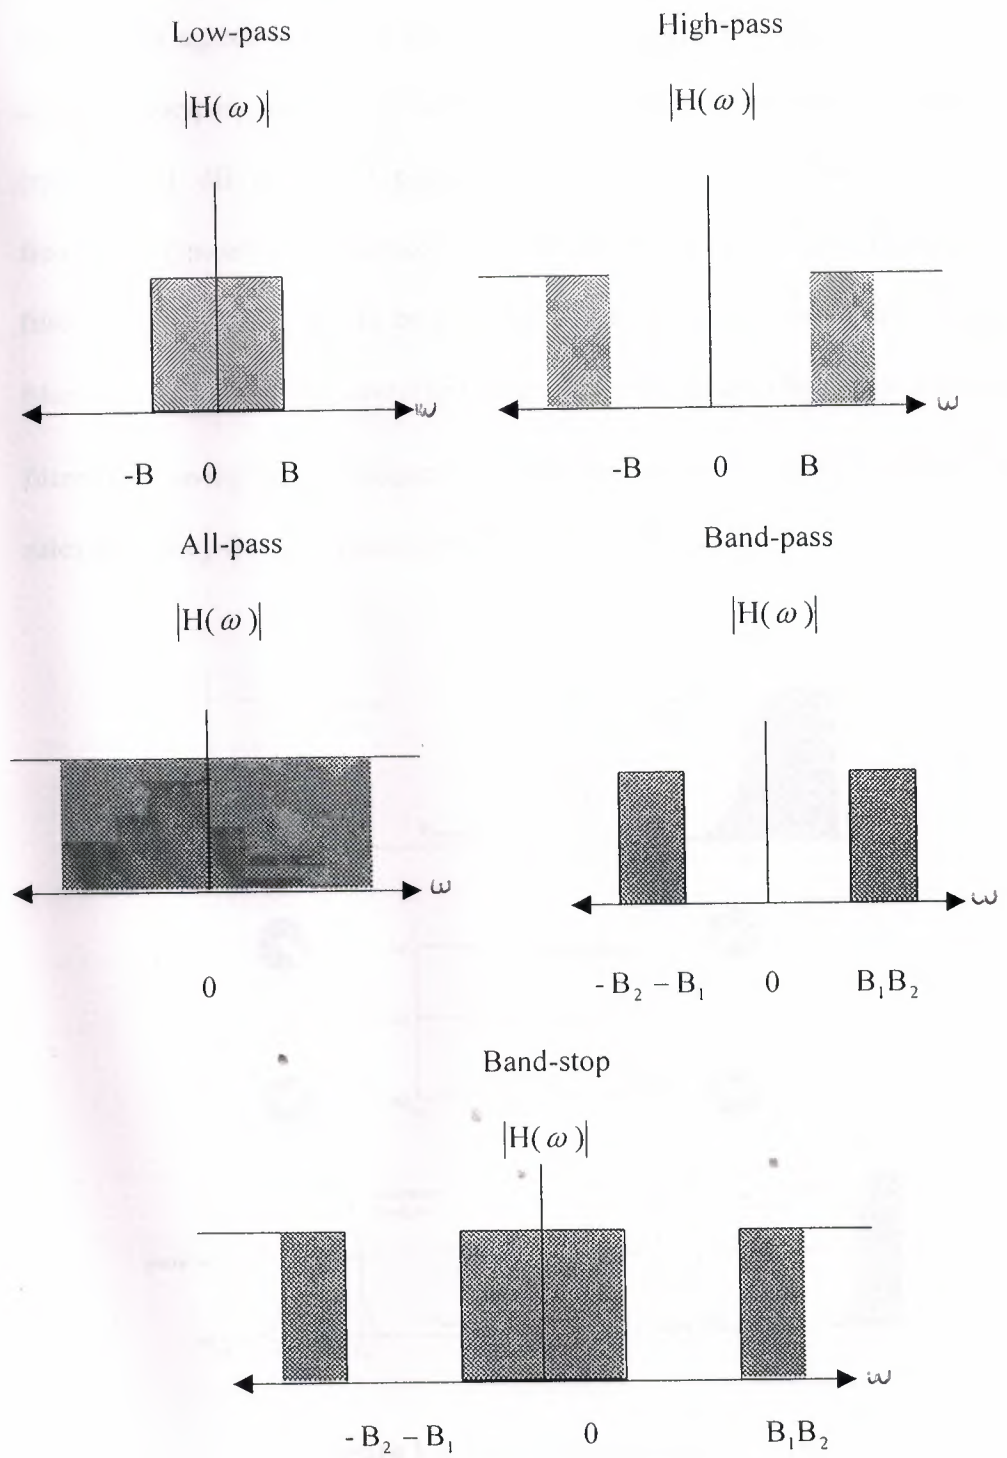 Low-pass
|H(ω)|
ω
-B 0 B
High-pass
|H(ω)|
ω
-B 0 B
All-pass
|H(ω)|
ω
0
Band-pass
|H(ω)|
ω
- B₂ – B₁ 0 B₁B₂
Band-stop
|H(ω)|
ω
- B₂ – B₁ 0 B₁B₂